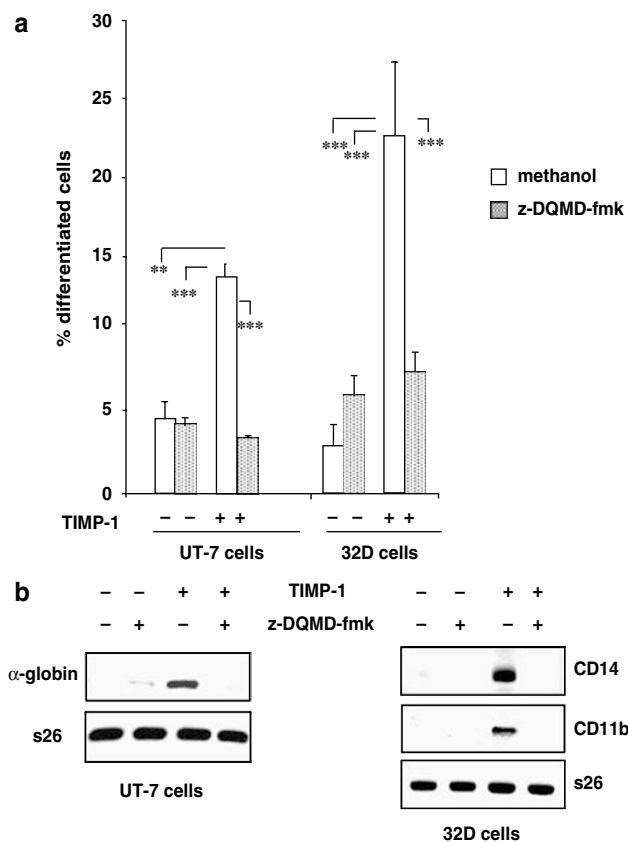 a
% differentiated cells
30
25
20
15
10
5
0
***
***
***
**
***
***
methanol
z-DQMD-fmk
TIMP-1 – – + + – – + +
UT-7 cells 32D cells
b
– – + + TIMP-1 – – + +
– + – + z-DQMD-fmk – + – +
α-globin
s26
UT-7 cells
CD14
CD11b
s26
32D cells